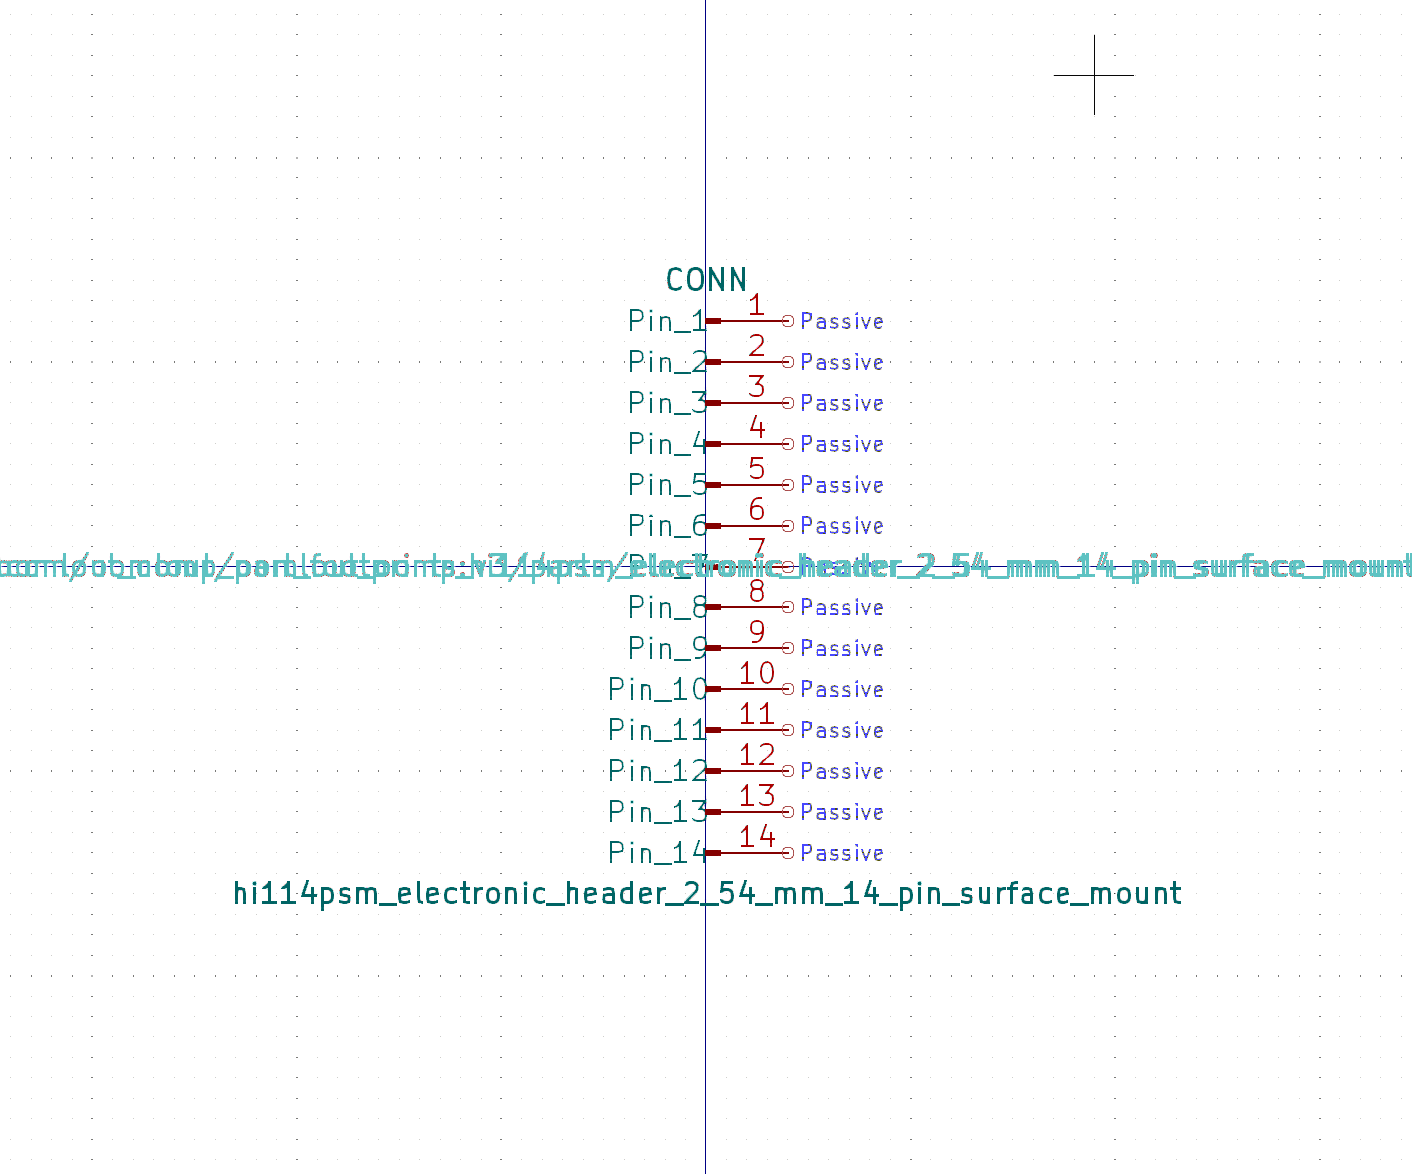 CONN
Pin_1 1 Passive
Pin_2 2 Passive
Pin_3 3 Passive
Pin_4 4 Passive
Pin_5 5 Passive
Pin_6 6 Passive
7
electronic_header_2_54_mm_14_pin_surface_mount
Pin_8 8 Passive
Pin_9 9 Passive
Pin_10 10 Passive
Pin_11 11 Passive
Pin_12 12 Passive
Pin_13 13 Passive
Pin_14 14 Passive
hi114psm_electronic_header_2_54_mm_14_pin_surface_mount